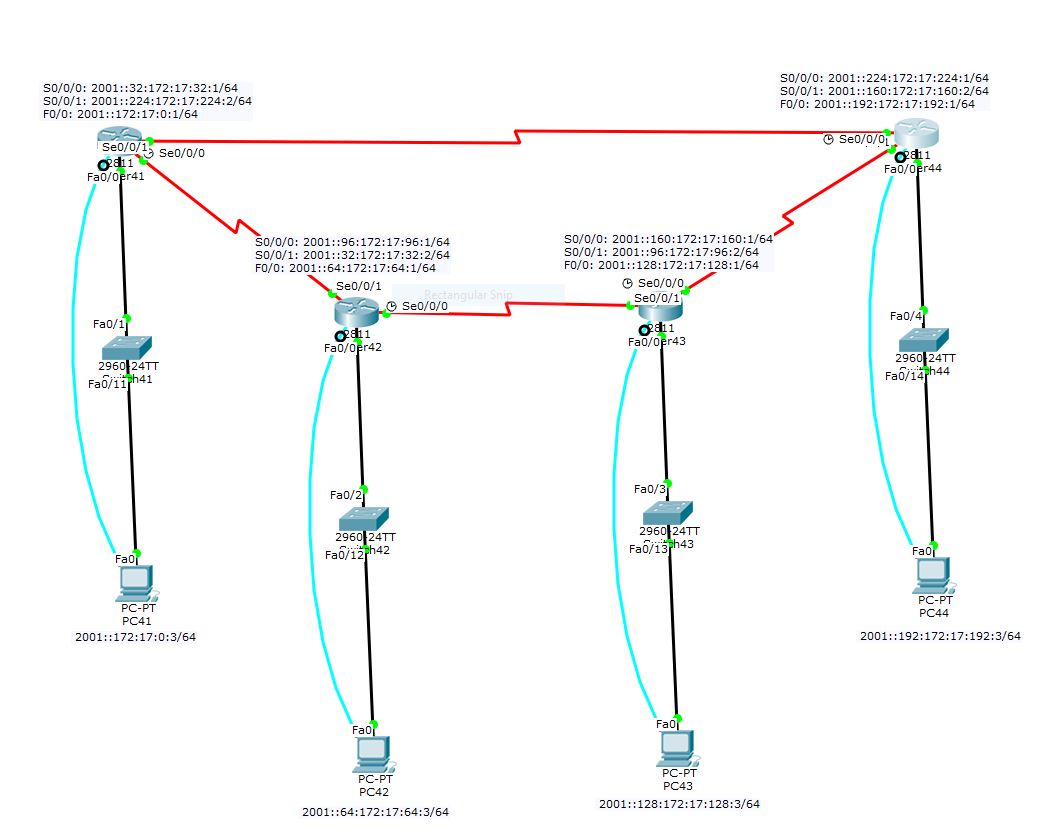 S0/0/0: 2001::32:172:17:32:1/64
S0/0/1: 2001::224:172:17:224:2/64
F0/0: 2001::172:17:0:1/64
S0/0/0: 2001::224:172:17:224:1/64
S0/0/1: 2001::160:172:17:160:2/64
F0/0: 2001::192:172:17:192:1/64
Se0/0/1
Se0/0/0
2811
Fa0/0er41
Se0/0/0
2811
Fa0/0er44
S0/0/0: 2001::96:172:17:96:1/64
S0/0/1: 2001::32:172:17:32:2/64
F0/0: 2001::64:172:17:64:1/64
S0/0/0: 2001::160:172:17:160:1/64
S0/0/1: 2001::96:172:17:96:2/64
F0/0: 2001::128:172:17:128:1/64
Se0/0/1
Rectangular Snip
Se0/0/0
2811
Fa0/0er42
Se0/0/0
Se0/0/1
2811
Fa0/0er43
Fa0/1
2960-24TT
Fa0/11
Fa0/4
2960-24TT
Fa0/14
Fa0/2
2960-24TT
Fa0/12
Fa0/3
2960-24TT
Fa0/13
Fa0
PC-PT
PC41
2001::172:17:0:3/64
Fa0
PC-PT
PC44
2001::192:172:17:192:3/64
Fa0
PC-PT
PC42
2001::64:172:17:64:3/64
Fa0
PC-PT
PC43
2001::128:172:17:128:3/64